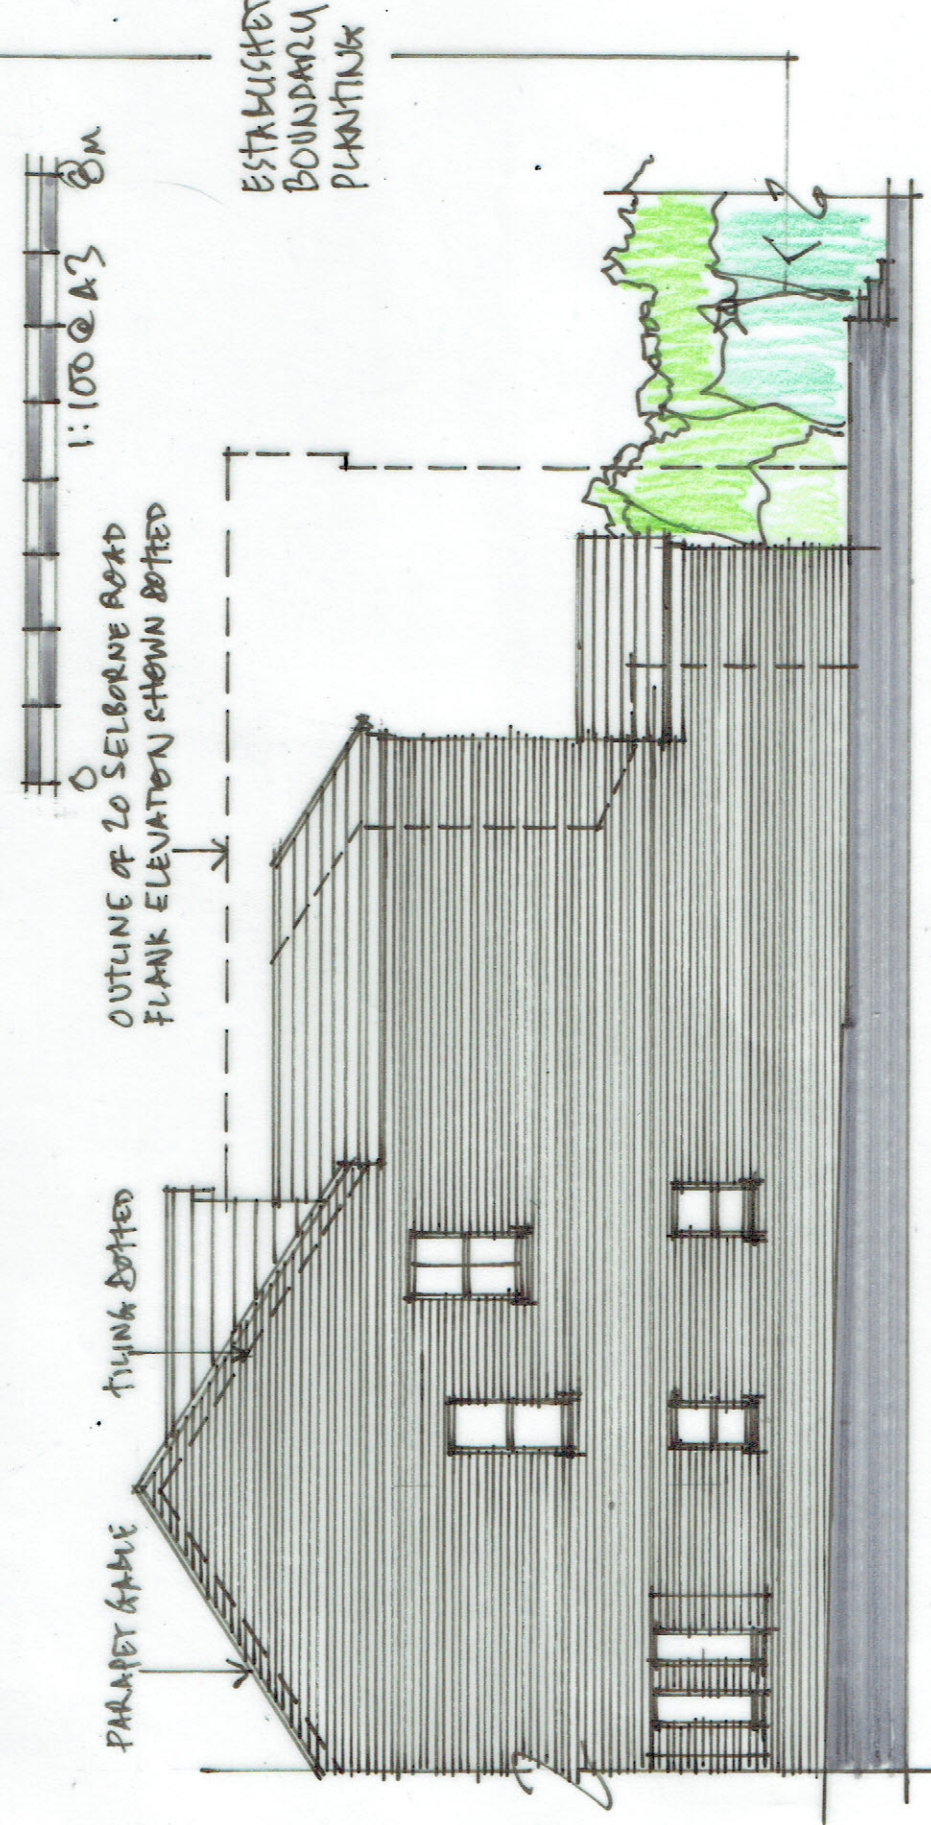 ESTABLISHED
BOUNDARY
PLANTING
0
1:100 @ A3
8M
OUTLINE OF 20 SELBORNE ROAD
FLANK ELEVATION SHOWN DOTTED
TILING DOTTED
PARAPET GABLE